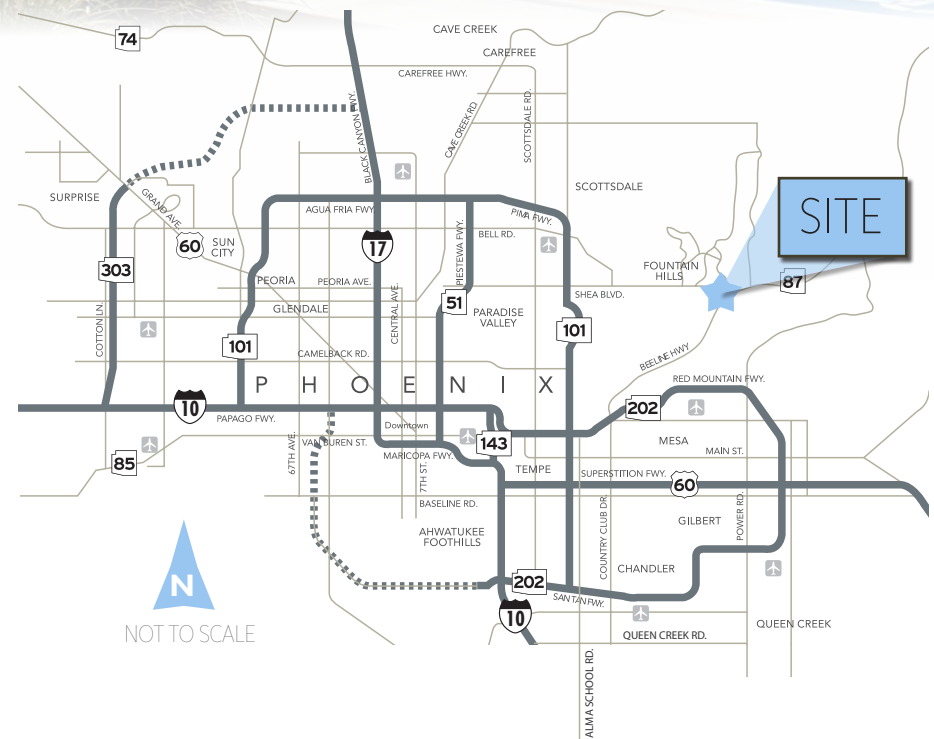 CAVE CREEK
74
CAREFREE
CAREFREE HWY.
BLACK CANYON FWY.
CAVE CREEK RD
SCOTTSDALE RD.
SURPRISE
GRAND AVE.
SCOTTSDALE
SITE
AGUA FRIA FWY.
PIMA FWY.
60
SUN
CITY
17
PIESTEWA FWY.
BELL RD.
303
FOUNTAIN
HILLS
87
PEORIA
PEORIA AVE.
SHEA BLVD.
GLENDALE
51
PARADISE
VALLEY
COTTON LN.
CENTRAL AVE.
101
101
CAMELBACK RD.
BEELINE HWY
PHOENIX
RED MOUNTAIN FWY.
10
PAPAGO FWY.
202
Downtown
67TH AVE.
VAN BUREN ST.
143
MESA
MARICOPA FWY.
MAIN ST.
85
7TH ST.
TEMPE
SUPERSTITION FWY.
60
BASELINE RD.
COUNTRY CLUB DR.
POWER RD.
GILBERT
AHWATUKEE
FOOTHILLS
CHANDLER
N
202
SANTAN FWY.
10
NOT TO SCALE
QUEEN CREEK RD.
QUEEN CREEK
ALMA SCHOOL RD.